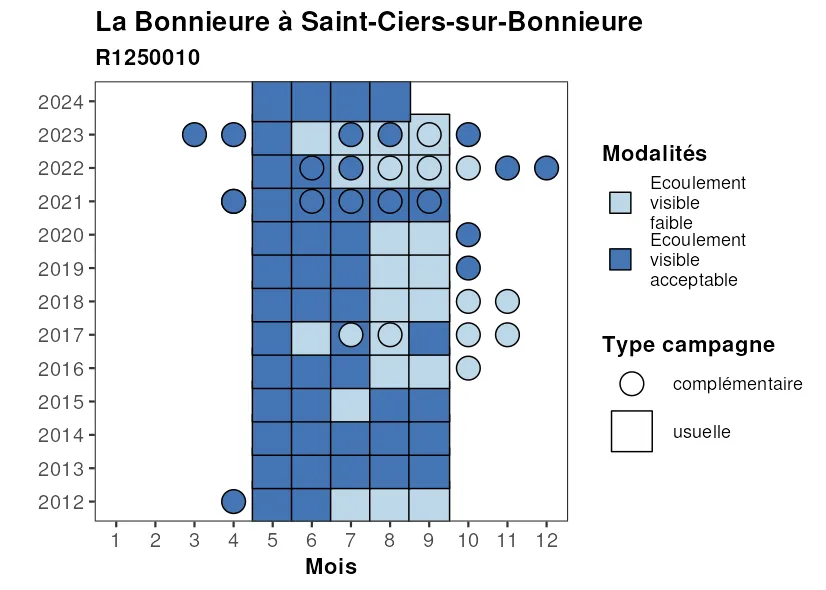 La Bonnieure à Saint-Ciers-sur-Bonnieure
R1250010
2024
2023
2022
2021
2020
2019
2018
2017
2016
2015
2014
2013
2012
1 2 3 4 5 6 7 8 9 10 11 12
Mois
Modalités
Ecoulement
visible
faible
Ecoulement
visible
acceptable
Type campagne
complémentaire
usuelle